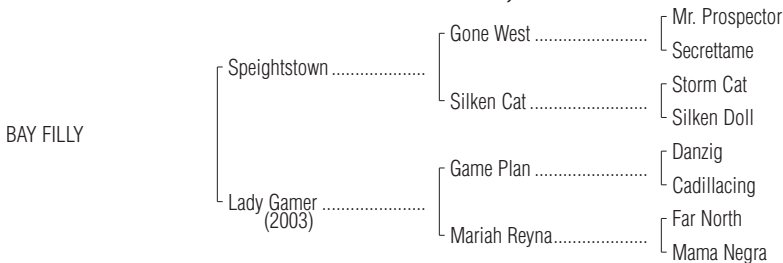 Mr. Prospector
Gone West ........................
Secrettame
Speightstown ....................
Storm Cat
Silken Cat .........................
Silken Doll
BAY FILLY
Danzig
Game Plan ........................
Cadillacing
Lady Gamer ......................
(2003)
Far North
Mariah Reyna....................
Mama Negra